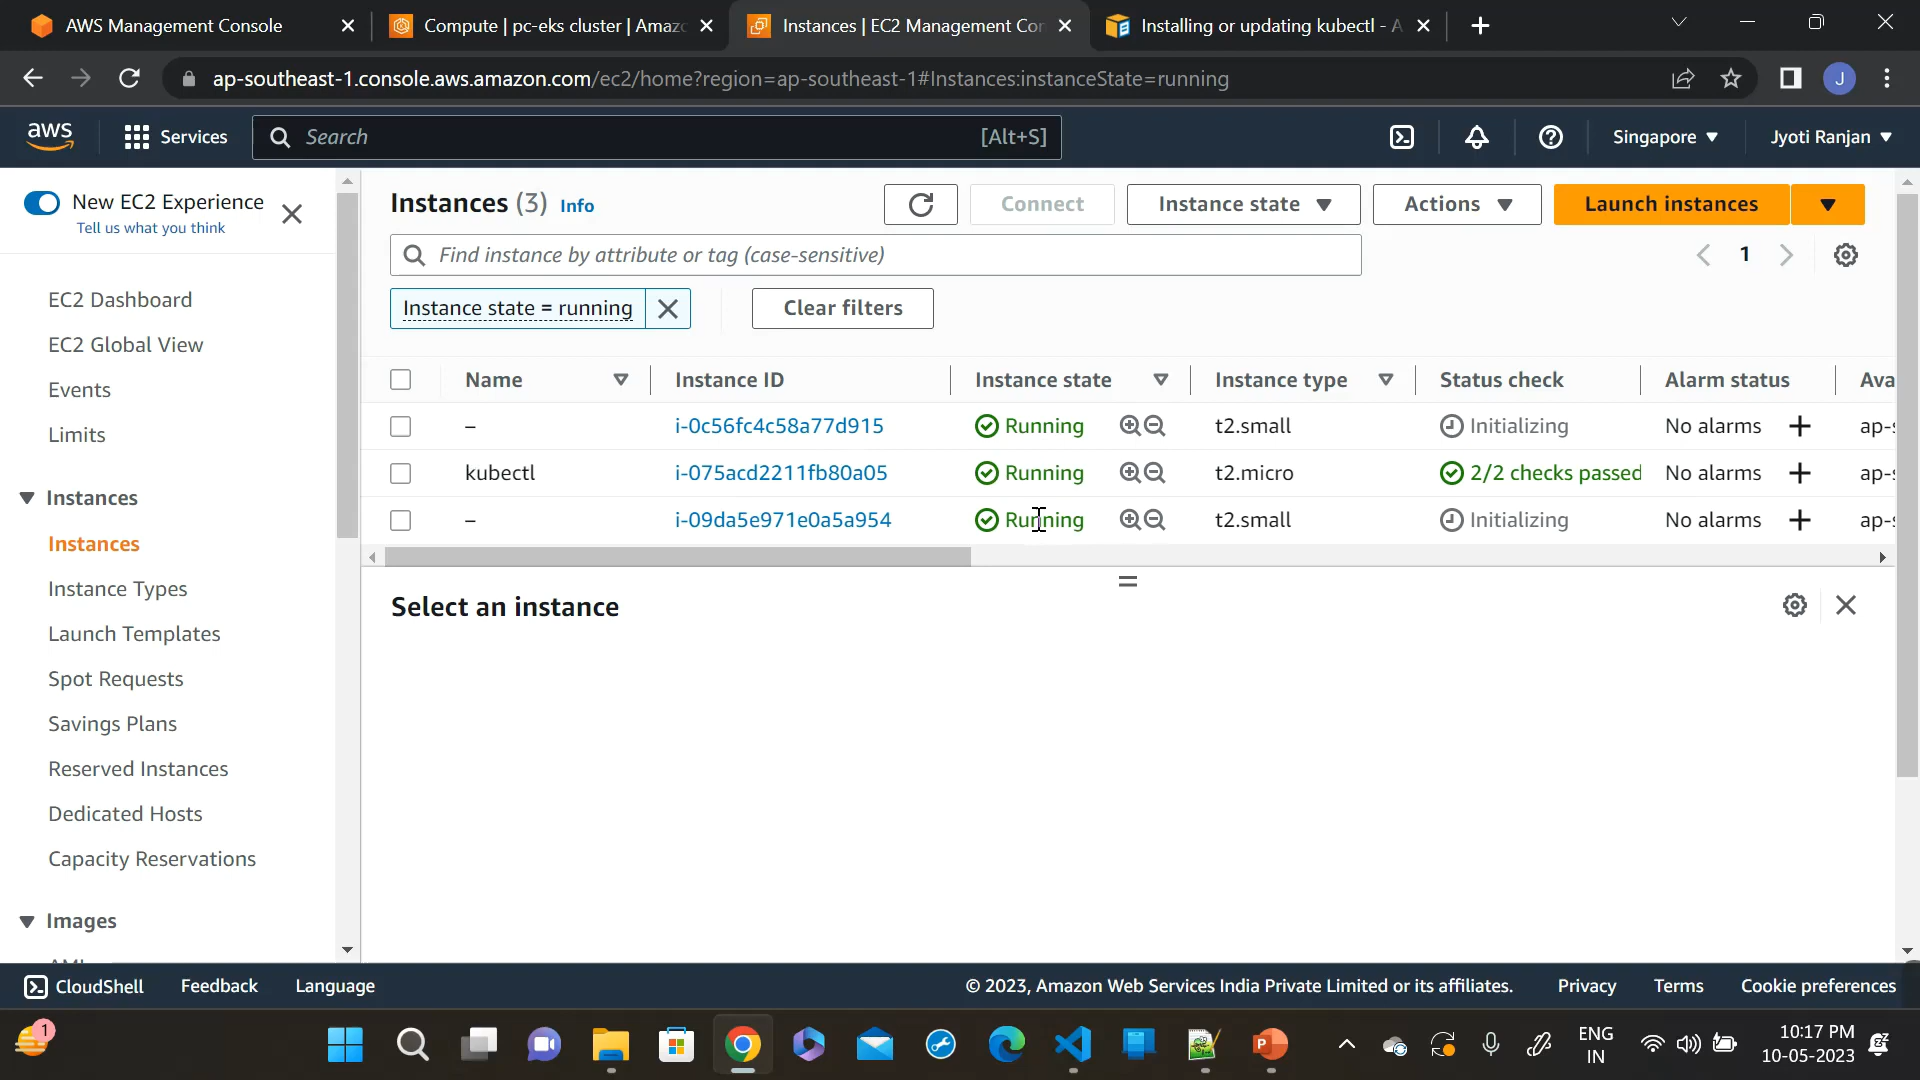 AWS Management Console
Compute | pc-eks cluster | Amaz
Instances | EC2 Management Con
Installing or updating kubectl - A
ap-southeast-1.console.aws.amazon.com/ec2/home?region=ap-southeast-1#Instances:instanceState=running
J
aws
Services
Search
[Alt+S]
Singapore
Jyoti Ranjan
New EC2 Experience
Tell us what you think
EC2 Dashboard
EC2 Global View
Events
Limits
Instances
Instances
Instance Types
Launch Templates
Spot Requests
Savings Plans
Reserved Instances
Dedicated Hosts
Capacity Reservations
Images
Instances (3) Info
Connect
Instance state
Actions
Launch instances
Find instance by attribute or tag (case-sensitive)
1
Instance state = running
Clear filters
Name Instance ID Instance state Instance type Status check Alarm status Ava
– i-0c56fc4c58a77d915 Running t2.small Initializing No alarms + ap-s
kubectl i-075acd2211fb80a05 Running t2.micro 2/2 checks passed No alarms + ap-s
– i-09da5e971e0a5a954 Running t2.small Initializing No alarms + ap-s
Select an instance
CloudShell
Feedback
Language
© 2023, Amazon Web Services India Private Limited or its affiliates.
Privacy
Terms
Cookie preferences
1
ENG
IN
10:17 PM
10-05-2023